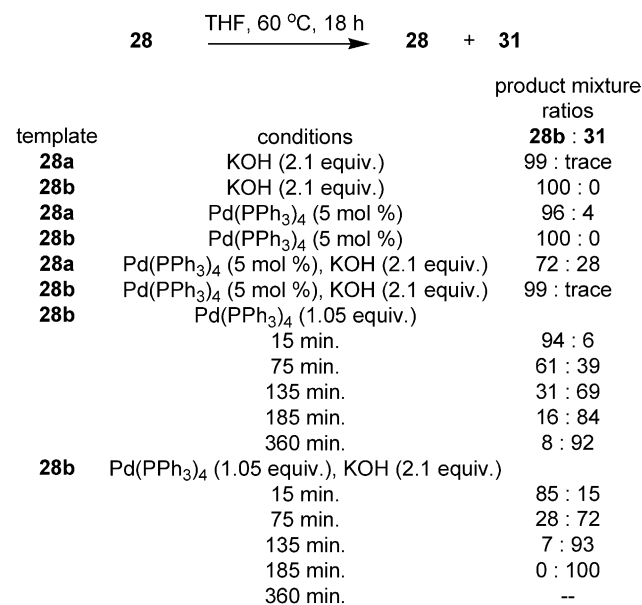 THF, 60 °C, 18 h
28 28 + 31
product mixture
ratios
template conditions 28b : 31
28a KOH (2.1 equiv.) 99 : trace
28b KOH (2.1 equiv.) 100 : 0
28a Pd(PPh3)4 (5 mol %) 96 : 4
28b Pd(PPh3)4 (5 mol %) 100 : 0
28a Pd(PPh3)4 (5 mol %), KOH (2.1 equiv.) 72 : 28
28b Pd(PPh3)4 (5 mol %), KOH (2.1 equiv.) 99 : trace
28b Pd(PPh3)4 (1.05 equiv.)
15 min. 94 : 6
75 min. 61 : 39
135 min. 31 : 69
185 min. 16 : 84
360 min. 8 : 92
28b Pd(PPh3)4 (1.05 equiv.), KOH (2.1 equiv.)
15 min. 85 : 15
75 min. 28 : 72
135 min. 7 : 93
185 min. 0 : 100
360 min. --